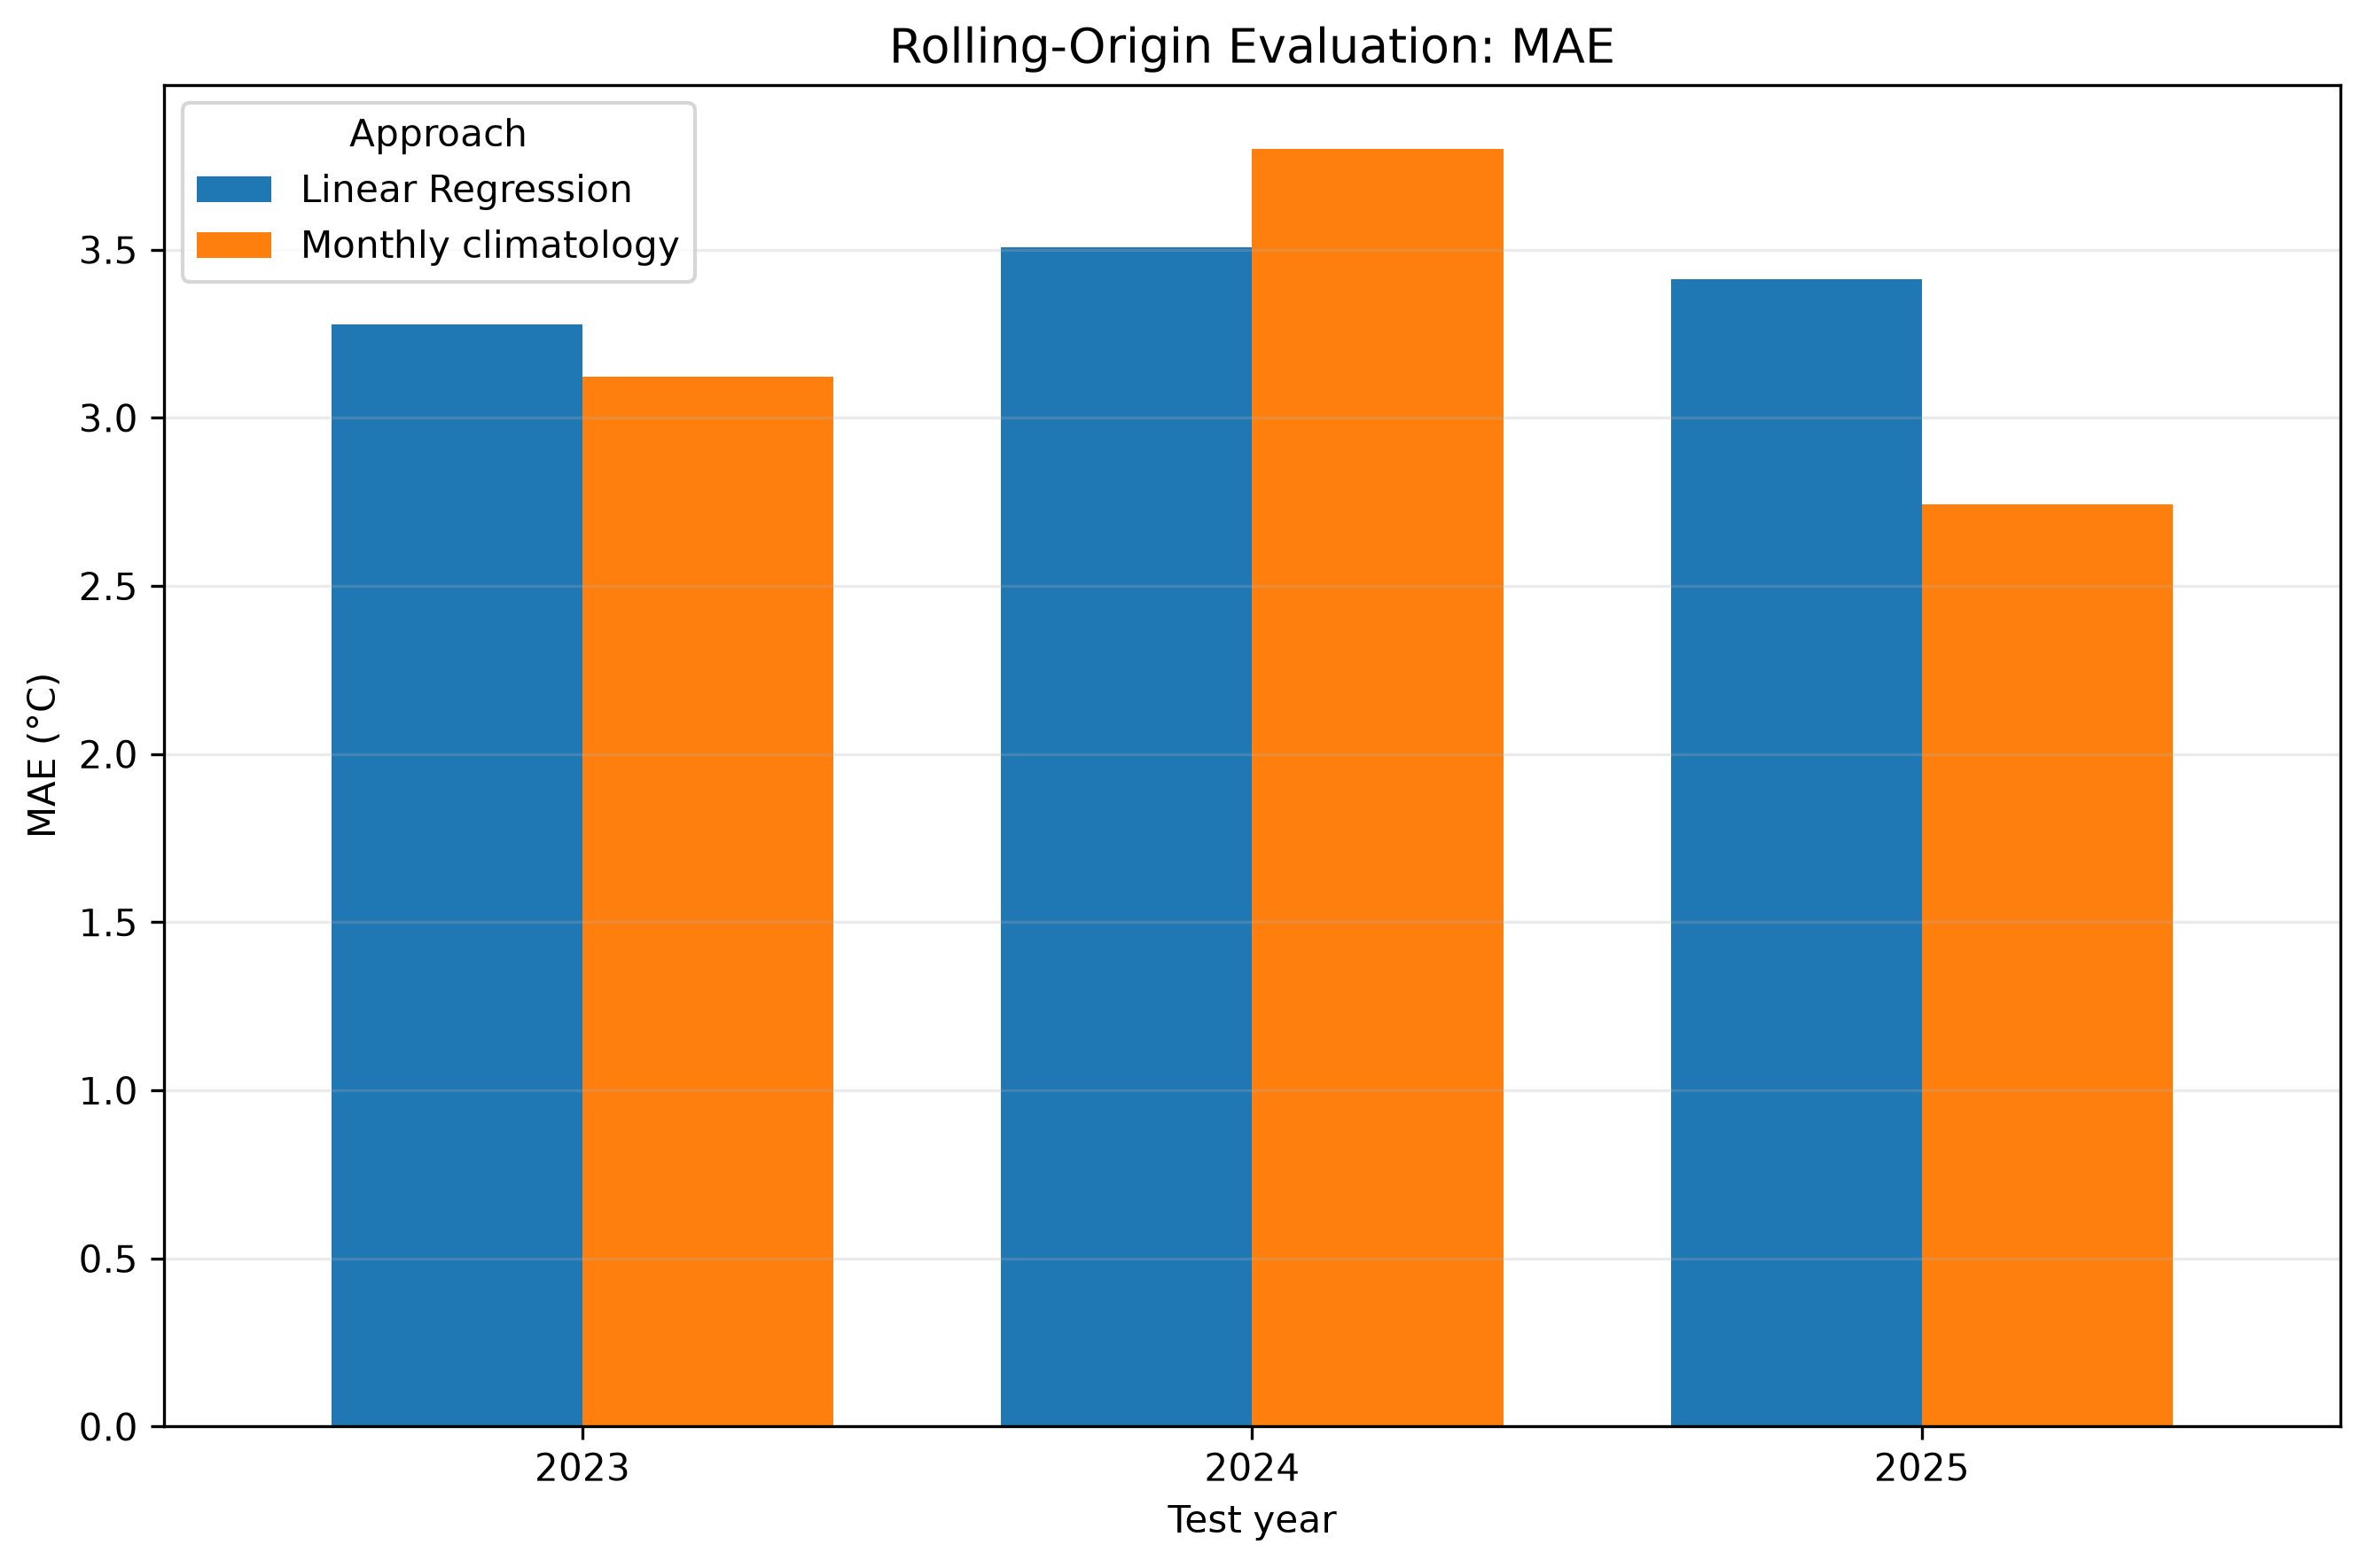 Rolling-Origin Evaluation: MAE
Approach
Linear Regression
Monthly climatology
3.5
3.0
2.5
2.0
1.5
1.0
0.5
0.0
MAE (°C)
2023 2024 2025
Test year